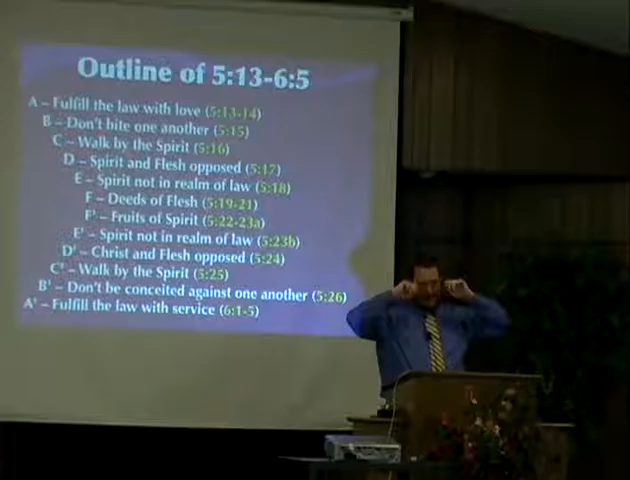 Outline of 5:13-6:5
A – Fulfill the law with love (5:13-14)
B – Don't bite one another (5:15)
C – Walk by the Spirit (5:16)
D – Spirit and Flesh opposed (5:17)
E – Spirit not in realm of law (5:18)
F – Deeds of Flesh (5:19-21)
F' – Fruits of Spirit (5:22-23a)
E' – Spirit not in realm of law (5:23b)
D' – Christ and Flesh opposed (5:24)
C' – Walk by the Spirit (5:25)
B' – Don't be conceited against one another (5:26)
A' – Fulfill the law with service (6:1-5)